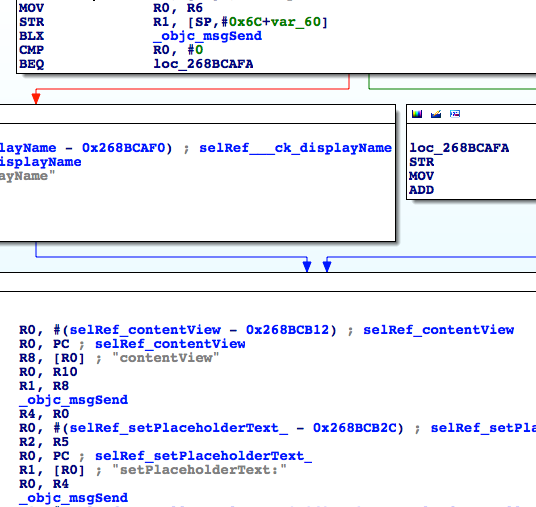 MOV R0, R6
STR R1, [SP,#0x6C+var_60]
BLX _objc_msgSend
CMP R0, #0
BEQ loc_268BCAFA
layName - 0x268BCAF0) ; selRef___ck_displayName
isplayName
ayName"
loc_268BCAFA
STR
MOV
ADD
R0, #(selRef_contentView - 0x268BCB12) ; selRef_contentView
R0, PC ; selRef_contentView
R8, [R0] ; "contentView"
R0, R10
R1, R8
_objc_msgSend
R4, R0
R0, #(selRef_setPlaceholderText_ - 0x268BCB2C) ; selRef_setPla
R2, R5
R0, PC ; selRef_setPlaceholderText_
R1, [R0] ; "setPlaceholderText:"
R0, R4
_objc_msgSend